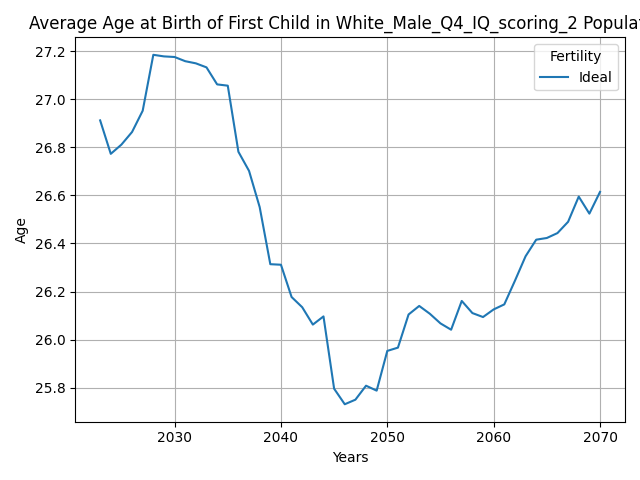 Average Age at Birth of First Child in White_Male_Q4_IQ_scoring_2
Fertility
Ideal
27.2
27.0
26.8
26.6
26.4
26.2
26.0
25.8
Age
2030 2040 2050 2060 2070
Years